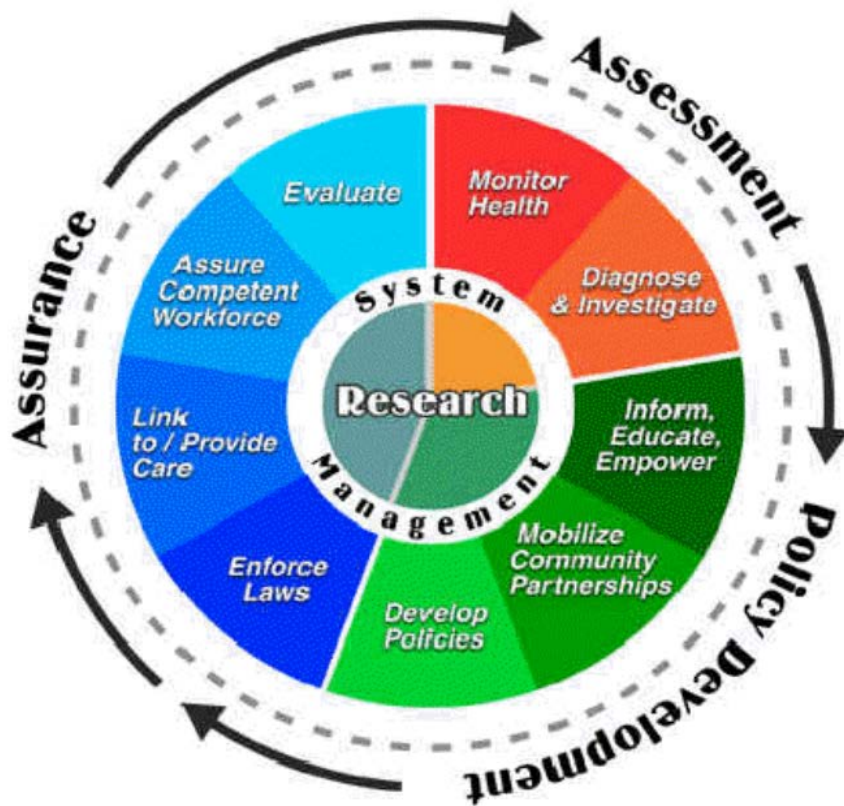 Assessment
Policy Development
Assurance
Monitor
Health
Diagnose
& Investigate
Inform,
Educate,
Empower
Mobilize
Community
Partnerships
Develop
Policies
Enforce
Laws
Link
to / Provide
Care
Assure
Competent
Workforce
Evaluate
System
Management
Research